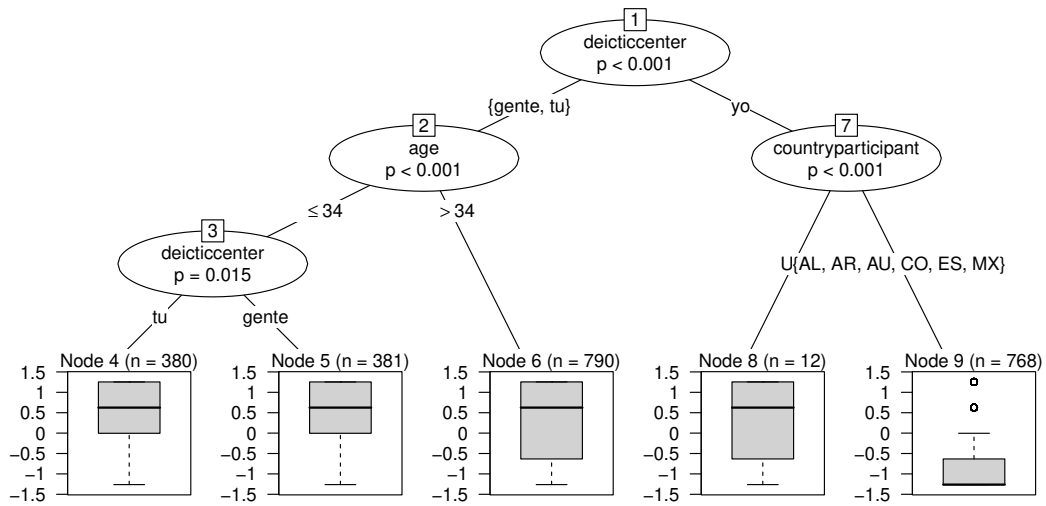 1
deicticcenter
p < 0.001
{gente, tu}
yo
2
age
p < 0.001
7
countryparticipant
p < 0.001
≤ 34
> 34
3
deicticcenter
p = 0.015
U{AL, AR, AU, CO, ES, MX}
tu
gente
Node 4 (n = 380)
1.5
1
0.5
0
−0.5
−1
−1.5
Node 5 (n = 381)
1.5
1
0.5
0
−0.5
−1
−1.5
Node 6 (n = 790)
1.5
1
0.5
0
−0.5
−1
−1.5
Node 8 (n = 12)
1.5
1
0.5
0
−0.5
−1
−1.5
Node 9 (n = 768)
1.5
1
0.5
0
−0.5
−1
−1.5